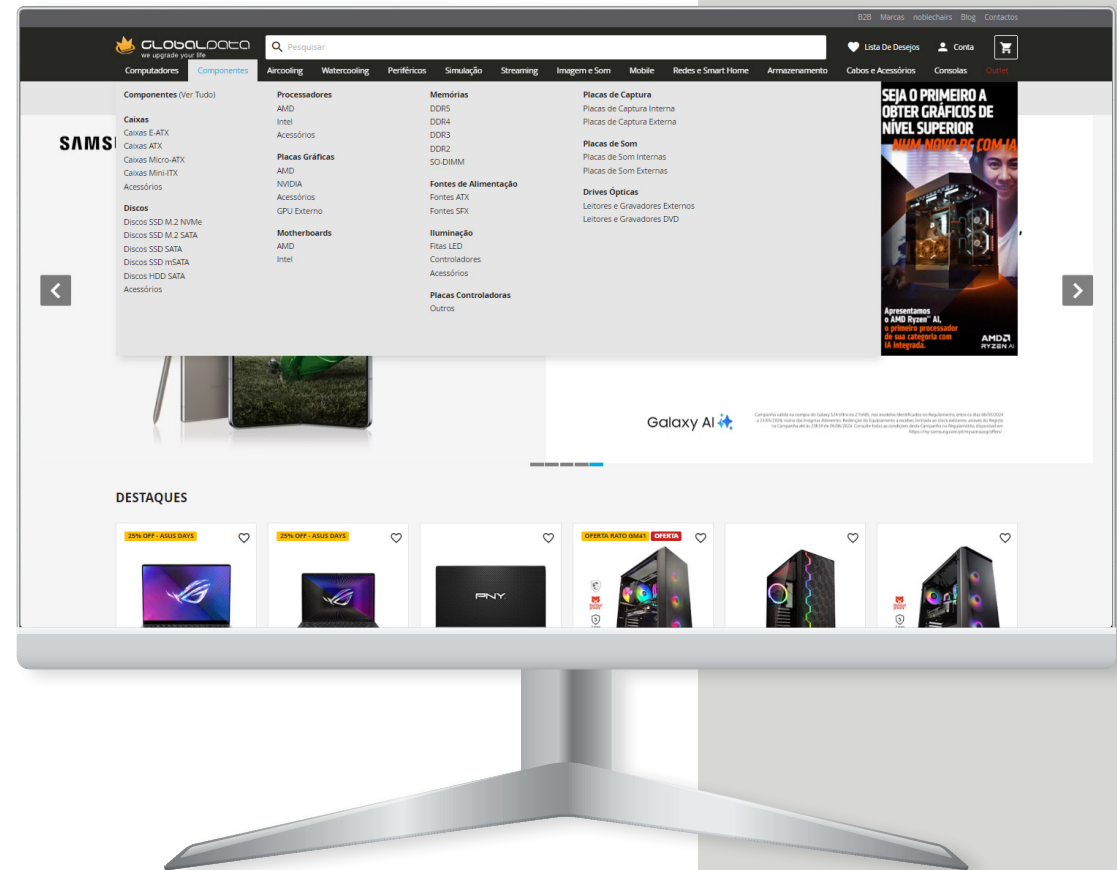 B2B Marcas noblechairs Blog Contactos
GLOBALDATA
we upgrade your life
Pesquisar
Lista De Desejos
Conta
Computadores Componentes Aircooling Watercooling Periféricos Simulação Streaming Imagem e Som Mobile Redes e Smart Home Armazenamento Cabos e Acessórios Consolas Outlet
Componentes (Ver Tudo)
Caixas
Caixas E-ATX
Caixas ATX
Caixas Micro-ATX
Caixas Mini-ITX
Acessórios
Discos
Discos SSD M.2 NVMe
Discos SSD M.2 SATA
Discos SSD SATA
Discos SSD mSATA
Discos HDD SATA
Acessórios
Processadores
AMD
Intel
Acessórios
Placas Gráficas
AMD
NVIDIA
Acessórios
GPU Externo
Motherboards
AMD
Intel
Memórias
DDR5
DDR4
DDR3
DDR2
SO-DIMM
Fontes de Alimentação
Fontes ATX
Fontes SFX
Iluminação
Fitas LED
Controladores
Acessórios
Placas Controladoras
Outros
Placas de Captura
Placas de Captura Interna
Placas de Captura Externa
Placas de Som
Placas de Som Internas
Placas de Som Externas
Drives Ópticas
Leitores e Gravadores Externos
Leitores e Gravadores DVD
SEJA O PRIMEIRO A
OBTER GRÁFICOS DE
NÍVEL SUPERIOR
NUM NOVO PC COM IA
Apresentamos
o AMD Ryzen™ AI,
o primeiro processador
de sua categoria com
IA integrada.
AMD
RYZEN AI
SAMS
Galaxy AI
DESTAQUES
25% OFF - ASUS DAYS
25% OFF - ASUS DAYS
PNY.
OFERTA RATO GM41 OFERTA